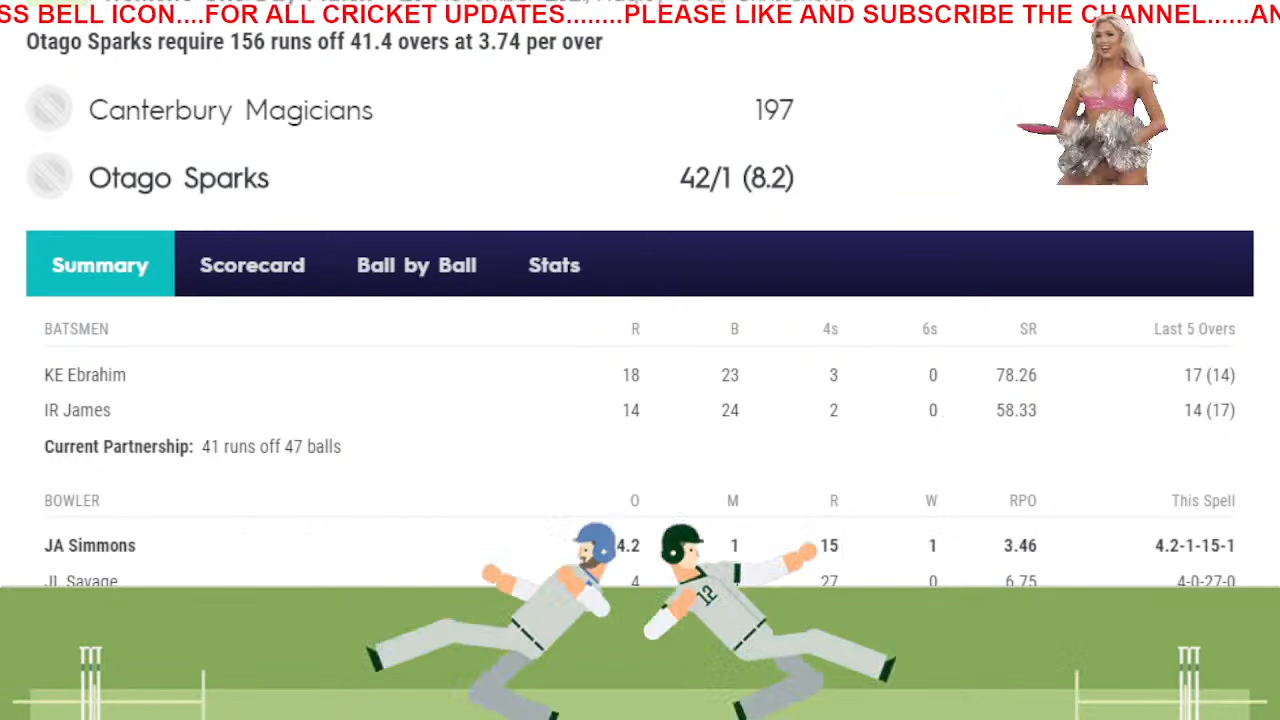 SS BELL ICON....FOR ALL CRICKET UPDATES........PLEASE LIKE AND SUBSCRIBE THE CHANNEL......AN
Otago Sparks require 156 runs off 41.4 overs at 3.74 per over
Canterbury Magicians 197
Otago Sparks 42/1 (8.2)
Summary Scorecard Ball by Ball Stats
BATSMEN R B 4s 6s SR Last 5 Overs
KE Ebrahim 18 23 3 0 78.26 17 (14)
IR James 14 24 2 0 58.33 14 (17)
Current Partnership: 41 runs off 47 balls
BOWLER O M R W RPO This Spell
JA Simmons 4.2 1 15 1 3.46 4.2-1-15-1
JL Savage 4 27 0 6.75 4-0-27-0
12